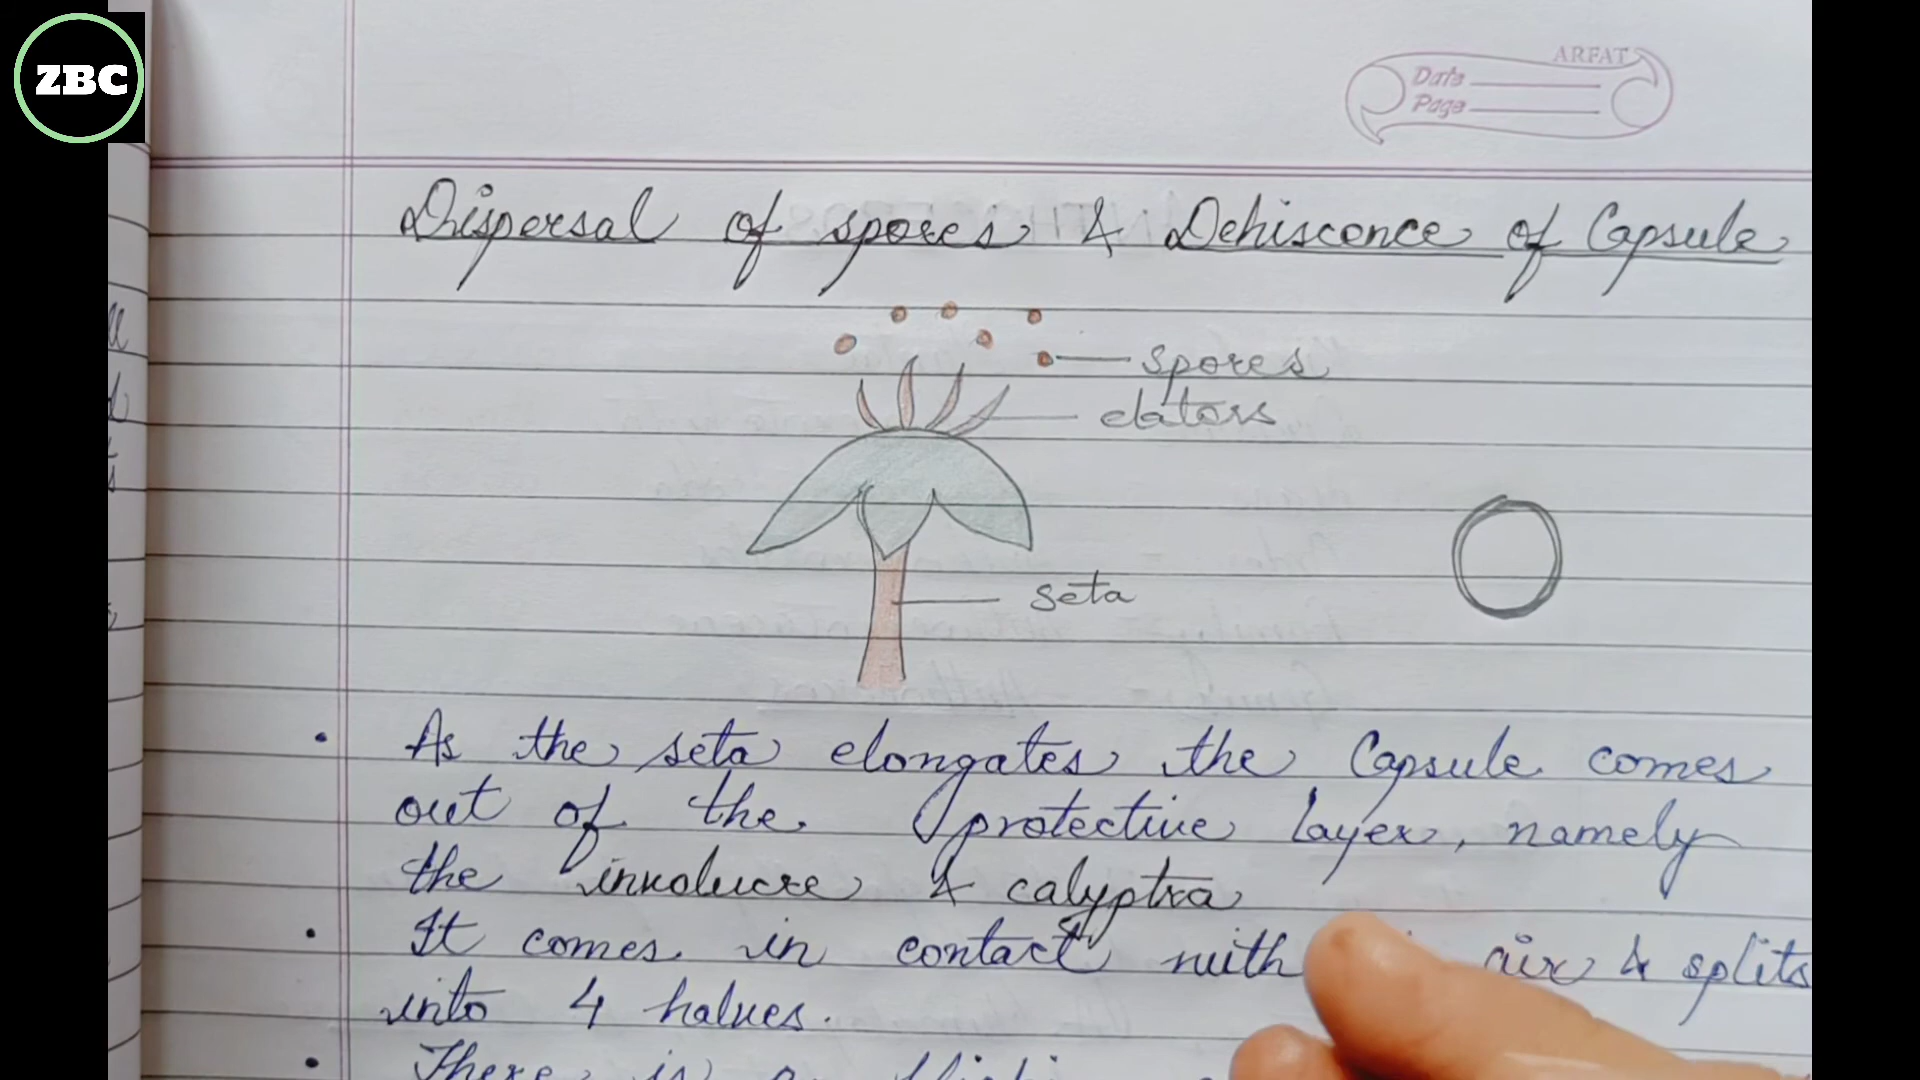 ZBC
ARFAT
Date
Page
Dispersal of spores & Dehiscence of Capsule
spores
elators
seta
As the seta elongates the Capsule comes
out of the protective layer, namely
the involucre & calyptra
It comes in contact with air & splits
into 4 halves.
There is a